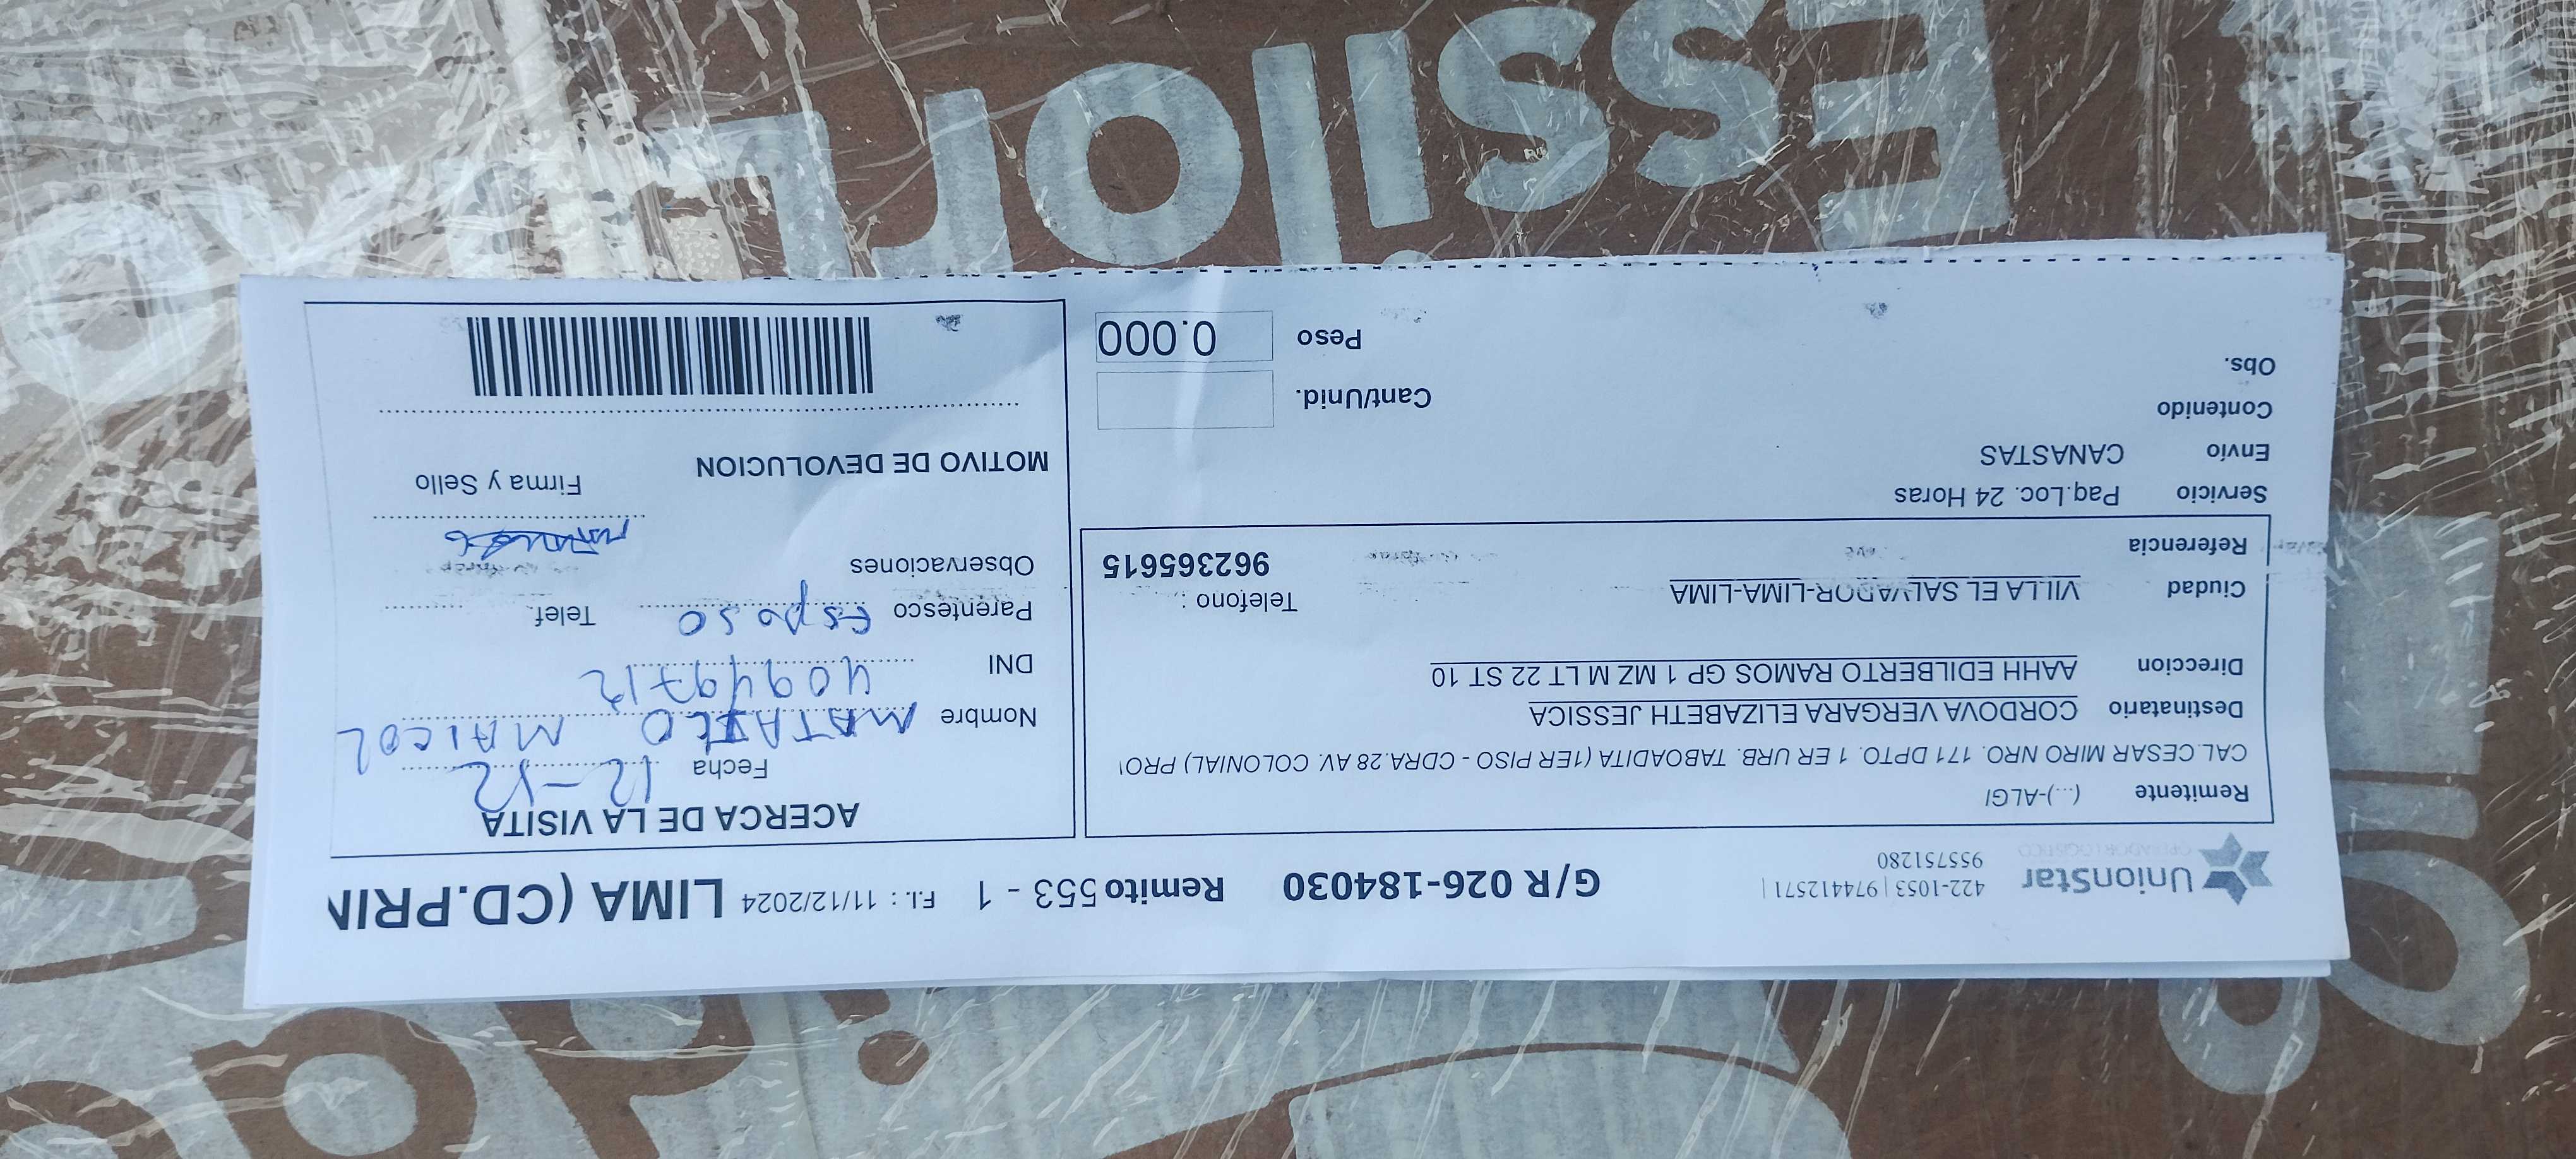 UnionStar
OPERADOR LOGISTICO
422-1053 | 974412571 |
955751280
G/R 026-184030
Remito 553 - 1
F.I. : 11/12/2024
LIMA (CD.PRIN
Remitente (...)-ALGI
CAL.CESAR MIRO NRO. 171 DPTO. 1 ER URB. TABOADITA (1ER PISO - CDRA.28 AV. COLONIAL) PRO
Destinatario CORDOVA VERGARA ELIZABETH JESSICA
Direccion AAHH EDILBERTO RAMOS GP 1 MZ M LT 22 ST 10
Ciudad VILLA EL SALVADOR-LIMA-LIMA
Telefono :
Referencia
962365615
Servicio Paq.Loc. 24 Horas
Envio CANASTAS
Contenido
Obs.
Cant/Unid.
Peso 0.000
ACERCA DE LA VISITA
Fecha 12-12
Nombre MAICOL
DNI
Parentesco Esposo Telef.
Observaciones
Firma y Sello
MOTIVO DE DEVOLUCION